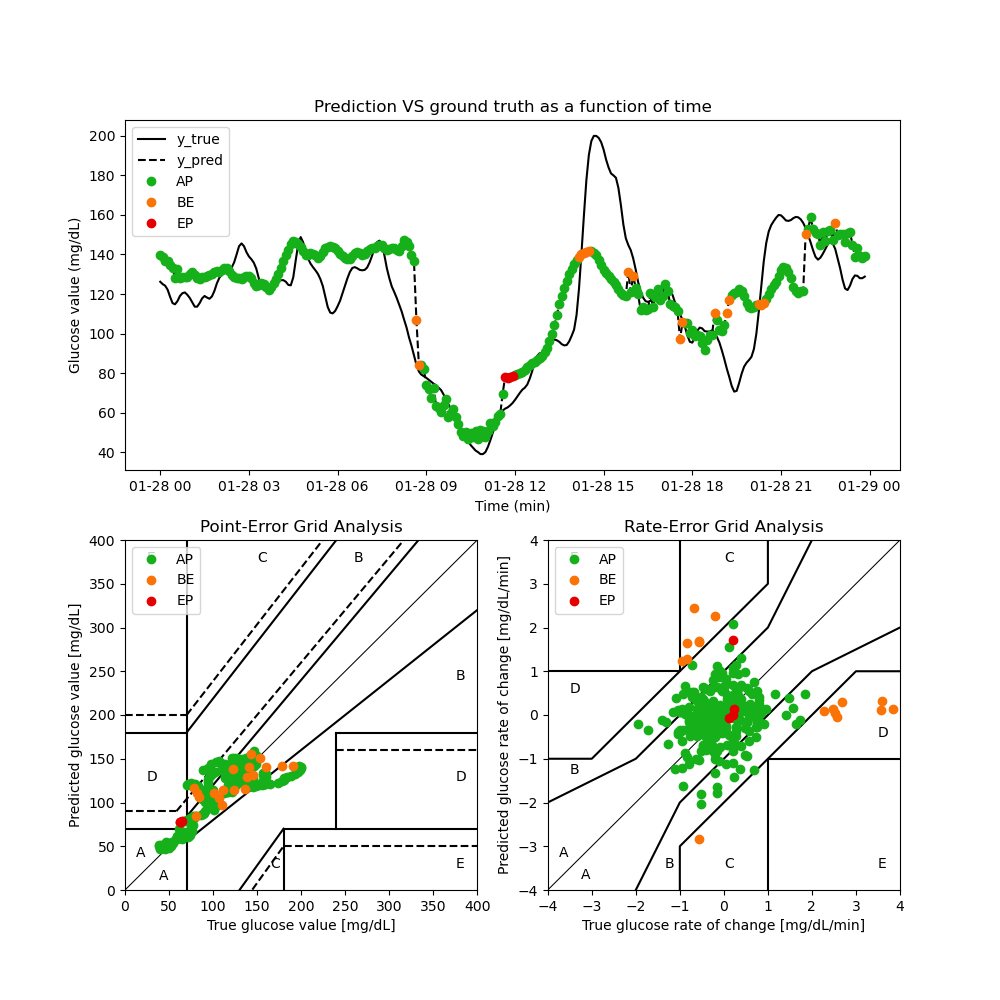 Prediction VS ground truth as a function of time
Glucose value (mg/dL)
200
180
160
140
120
100
80
60
40
y_true
y_pred
AP
BE
EP
01-28 00 01-28 03 01-28 06 01-28 09 01-28 12 01-28 15 01-28 18 01-28 21 01-29 00
Time (min)
Point-Error Grid Analysis
Predicted glucose value [mg/dL]
400
350
300
250
200
150
100
50
0
AP
BE
EP
C
B
B
D
D
A
A
C
E
0 50 100 150 200 250 300 350 400
True glucose value [mg/dL]
Rate-Error Grid Analysis
Predicted glucose rate of change [mg/dL/min]
4
3
2
1
0
−1
−2
−3
−4
AP
BE
EP
C
D
D
B
A
A
B
C
E
−4 −3 −2 −1 0 1 2 3 4
True glucose rate of change [mg/dL/min]